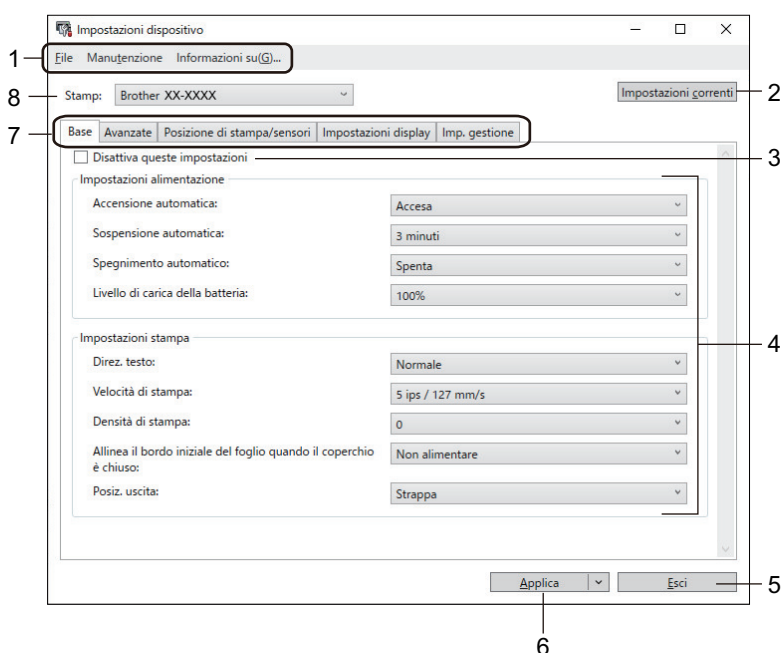 Impostazioni dispositivo
1
File Manutenzione Informazioni su(G)...
8
Stamp: Brother XX-XXXX
Impostazioni correnti
2
7
Base Avanzate Posizione di stampa/sensori Impostazioni display Imp. gestione
Disattiva queste impostazioni
3
Impostazioni alimentazione
Accensione automatica: Accesa
Sospensione automatica: 3 minuti
Spegnimento automatico: Spenta
Livello di carica della batteria: 100%
4
Impostazioni stampa
Direz. testo: Normale
Velocità di stampa: 5 ips / 127 mm/s
Densità di stampa: 0
Allinea il bordo iniziale del foglio quando il coperchio
è chiuso:
Non alimentare
Posiz. uscita: Strappa
Applica
Esci
5
6